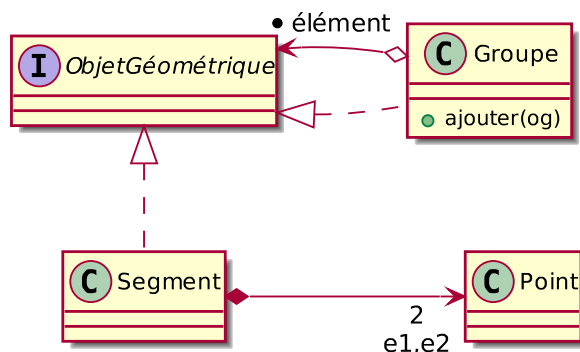 • élément
I ObjetGéométrique
C Groupe
ajouter(og)
C Segment
C Point
2
e1,e2